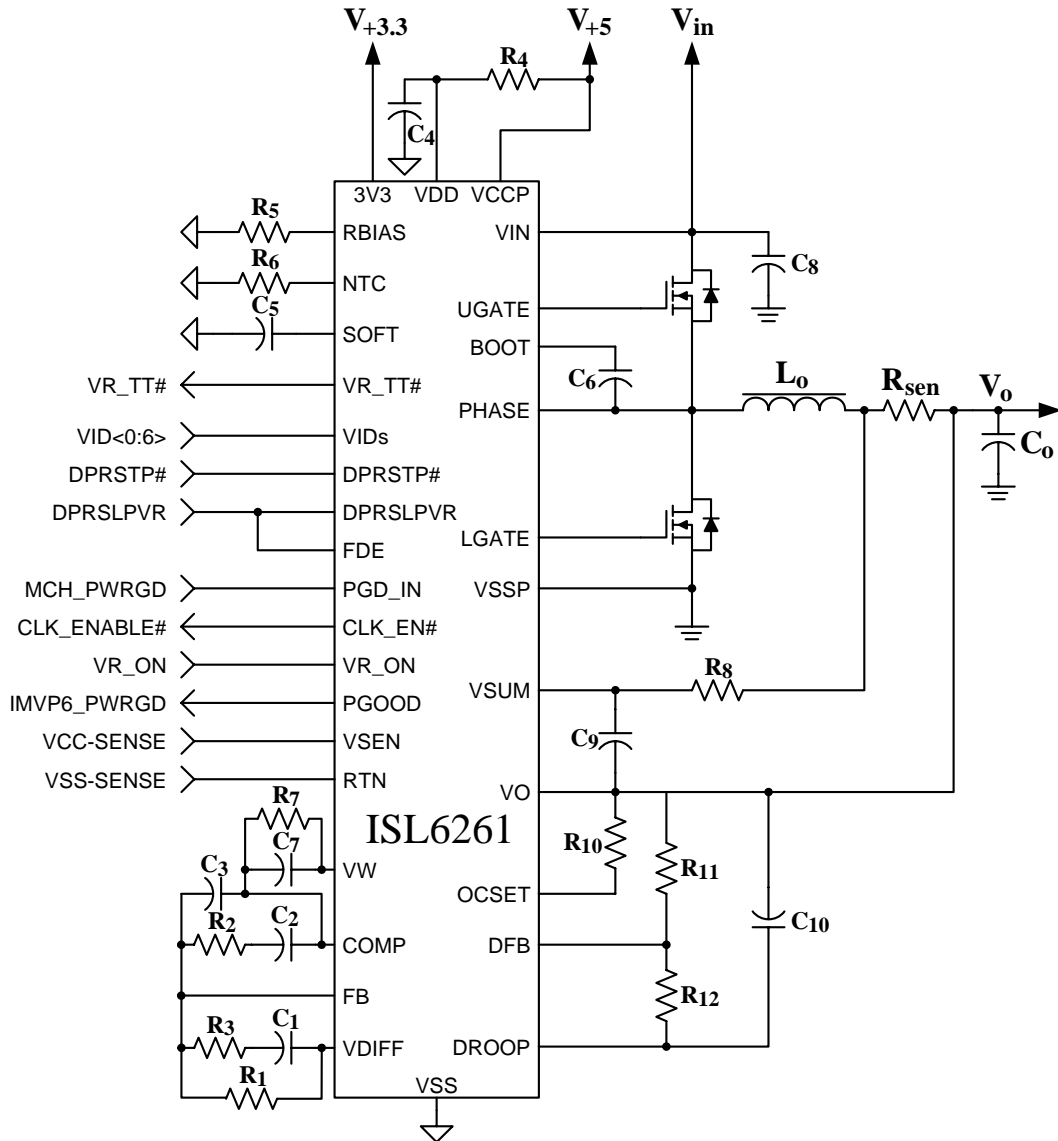 V+3.3
V+5
Vin
R4
C4
3V3
VDD
VCCP
R5
RBIAS
VIN
C8
R6
NTC
C5
UGATE
SOFT
BOOT
VR_TT#
VR_TT#
C6
Lo
Rsen
Vo
PHASE
Co
VID<0:6>
VIDs
DPRSTP#
DPRSTP#
DPRSLPVR
DPRSLPVR
LGATE
FDE
MCH_PWRGD
PGD_IN
VSSP
CLK_ENABLE#
CLK_EN#
VR_ON
VR_ON
R8
VSUM
IMVP6_PWRGD
PGOOD
VCC-SENSE
VSEN
C9
VSS-SENSE
RTN
VO
R7
ISL6261
R10
C7
VW
R11
C3
OCSET
R2
C2
COMP
DFB
C10
FB
R12
R3
C1
VDIFF
DROOP
R1
VSS